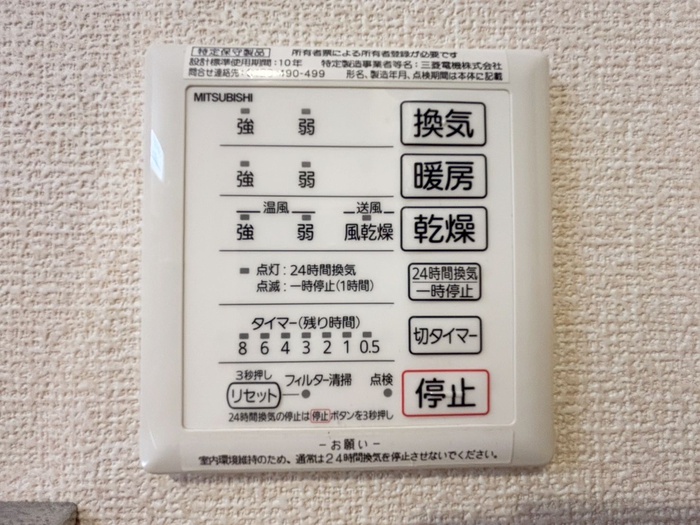 特定保守製品 所有者票による所有者登録が必要です
設計標準使用期間：10年 特定製造事業者等名：三菱電機株式会社
問合せ連絡先： 490-499 形名、製造年月、点検期間は本体に記載
MITSUBISHI
強 弱 換気
強 弱 暖房
温風 送風
強 弱 風乾燥 乾燥
点灯：24時間換気
点滅：一時停止(1時間)
24時間換気
一時停止
タイマー(残り時間)
8 6 4 3 2 1 0.5
切タイマー
3秒押し
リセット フィルター清掃 点検
停止
24時間換気の停止は停止ボタンを3秒押し
－お願い－
室内環境維持のため、通常は24時間換気を停止させないでください。